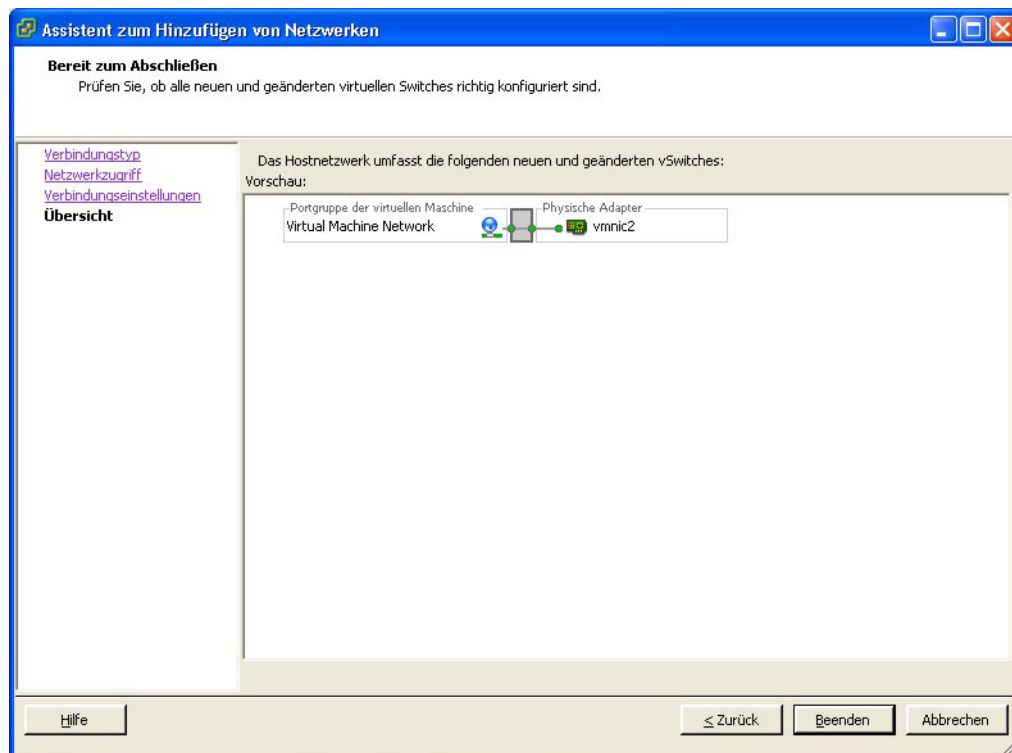 Assistent zum Hinzufügen von Netzwerken
Bereit zum Abschließen
Prüfen Sie, ob alle neuen und geänderten virtuellen Switches richtig konfiguriert sind.
Verbindungstyp
Netzwerkzugriff
Verbindungseinstellungen
Übersicht
Das Hostnetzwerk umfasst die folgenden neuen und geänderten vSwitches:
Vorschau:
Portgruppe der virtuellen Maschine
Virtual Machine Network
Physische Adapter
vmnic2
Hilfe
< Zurück
Beenden
Abbrechen